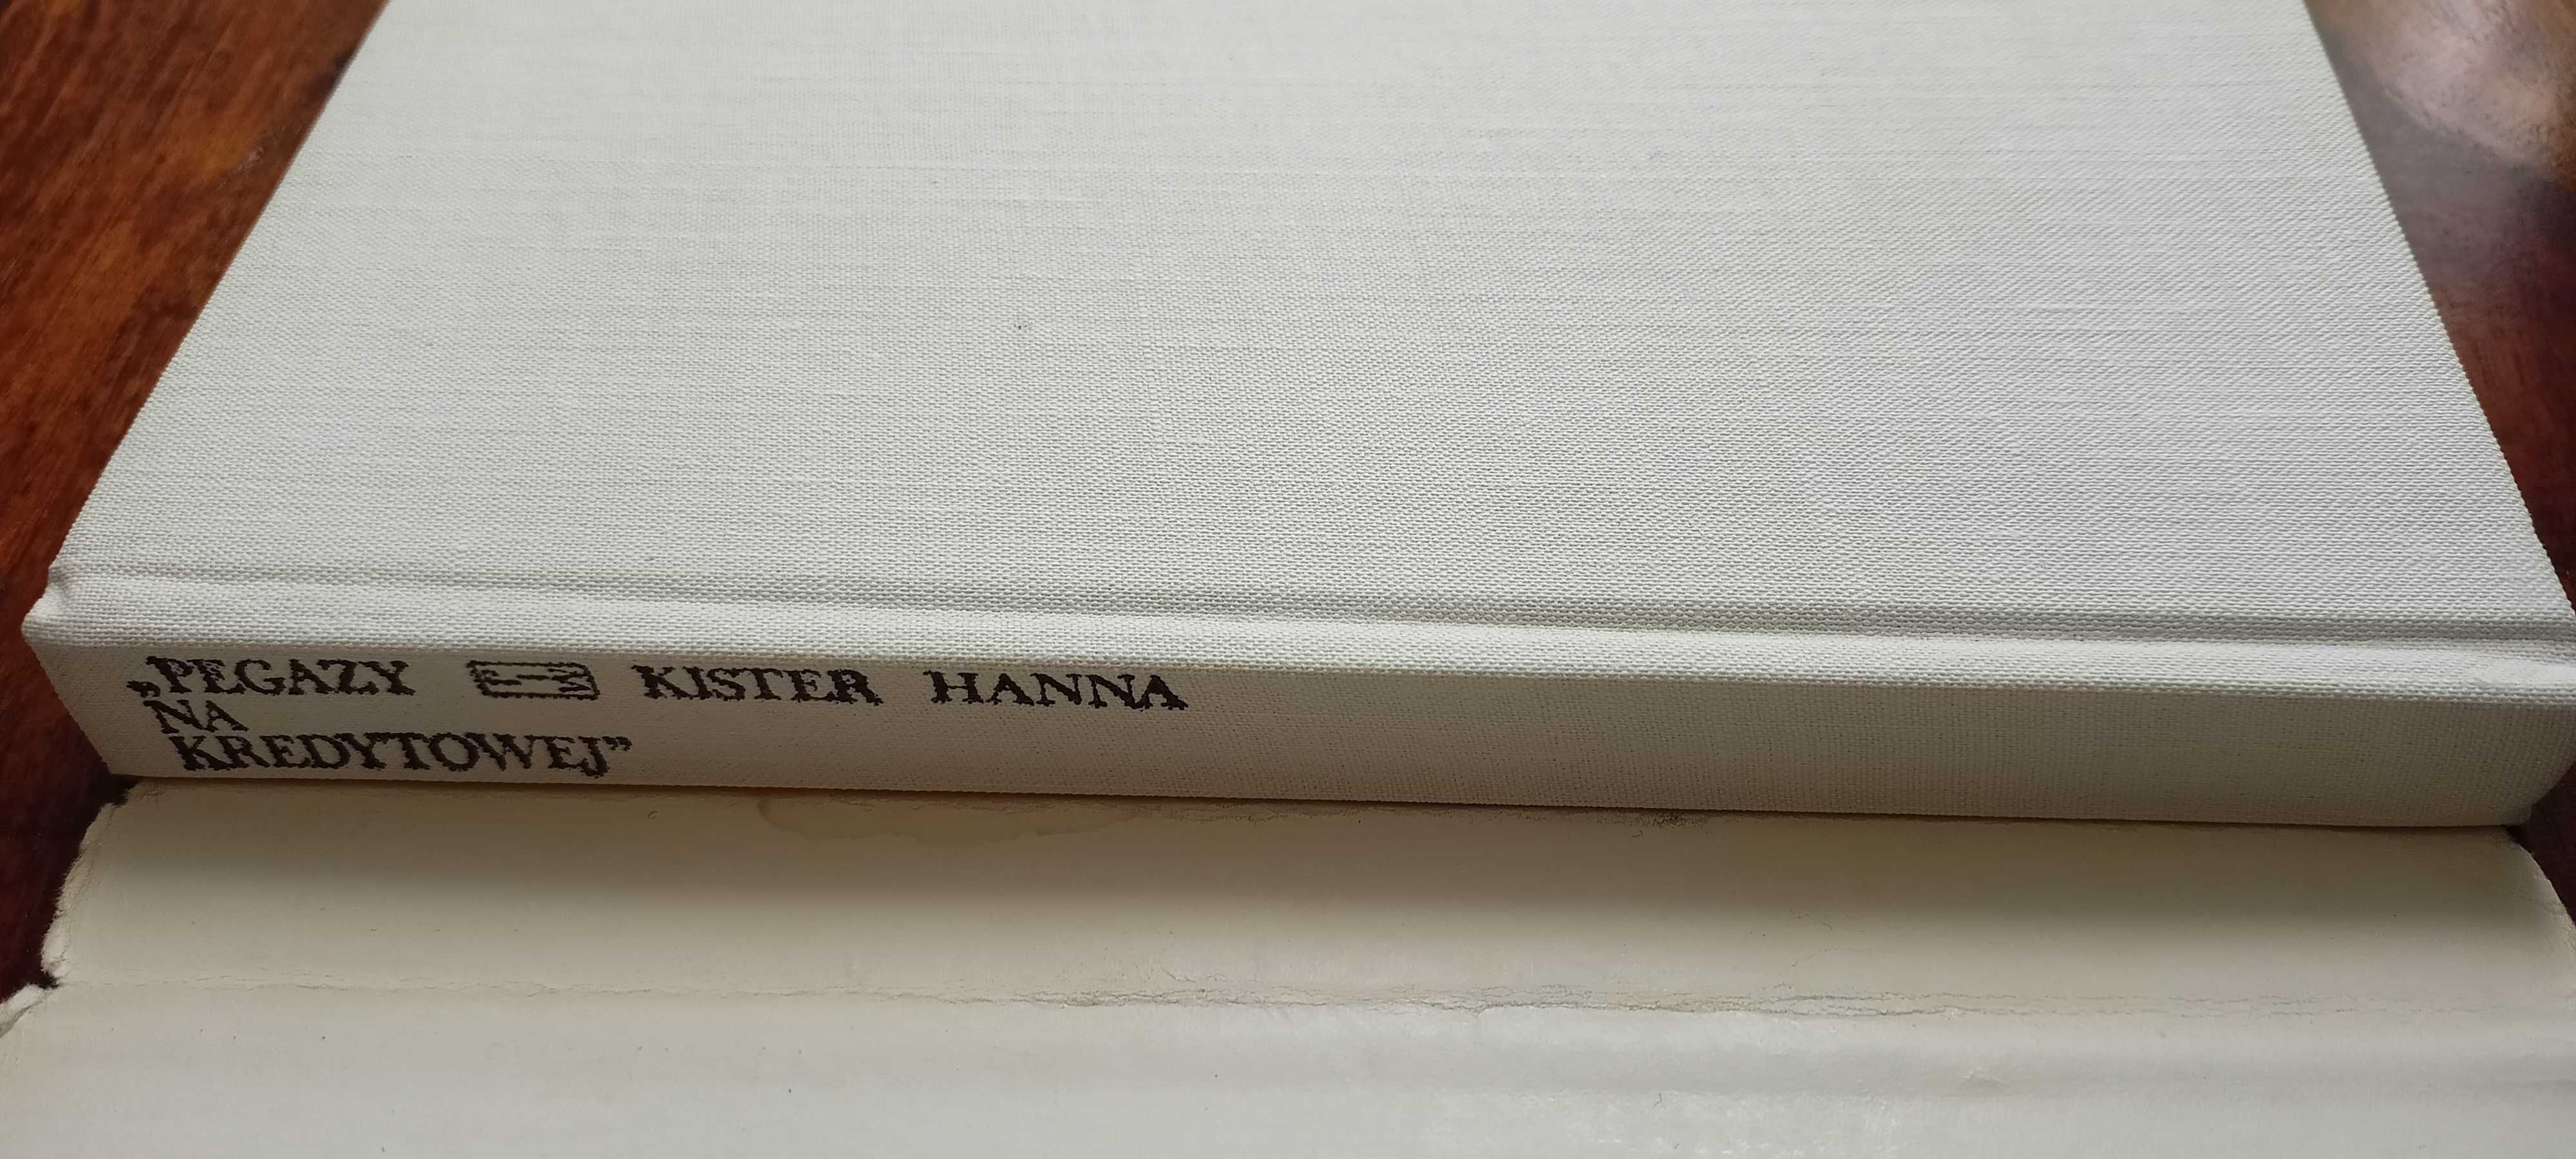 „PEGAZY
NA
KREDYTOWEJ”
KISTER HANNA